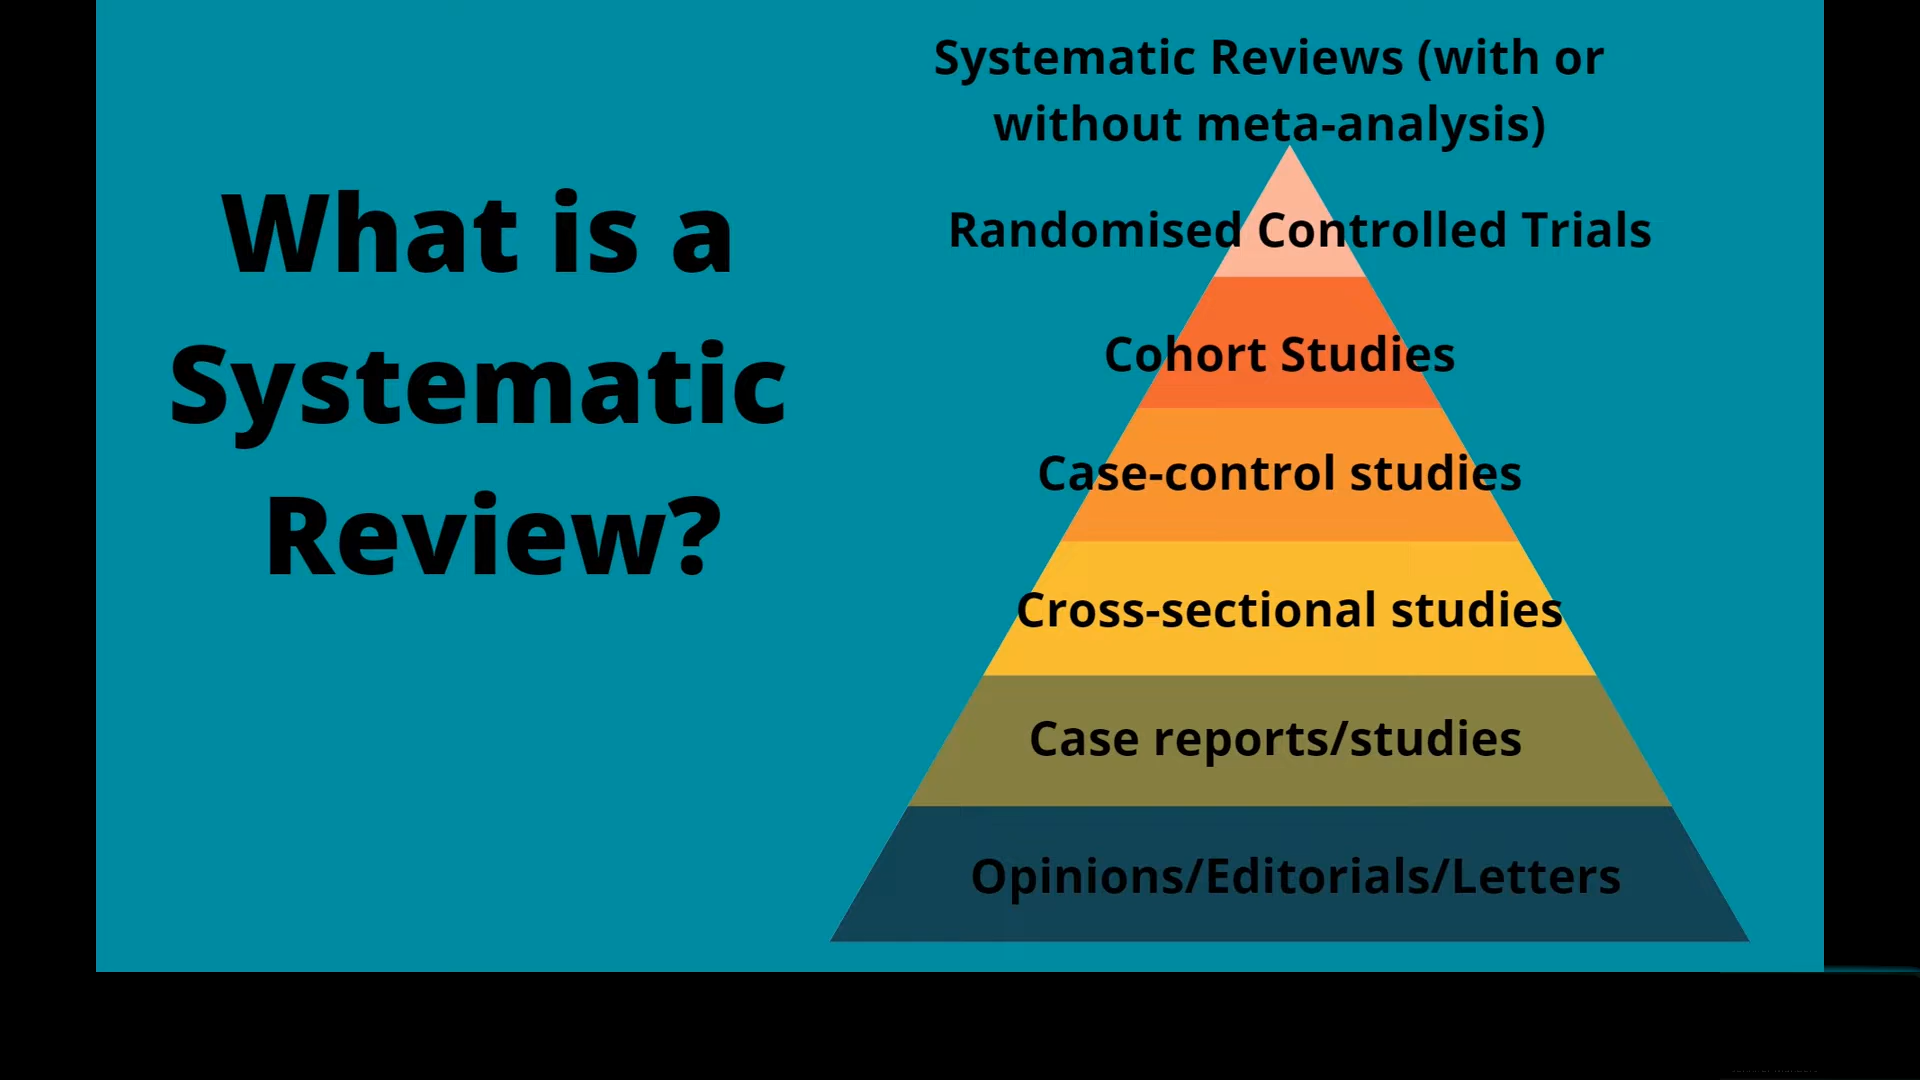 What is a
Systematic
Review?
Systematic Reviews (with or
without meta-analysis)
Randomised Controlled Trials
Cohort Studies
Case-control studies
Cross-sectional studies
Case reports/studies
Opinions/Editorials/Letters